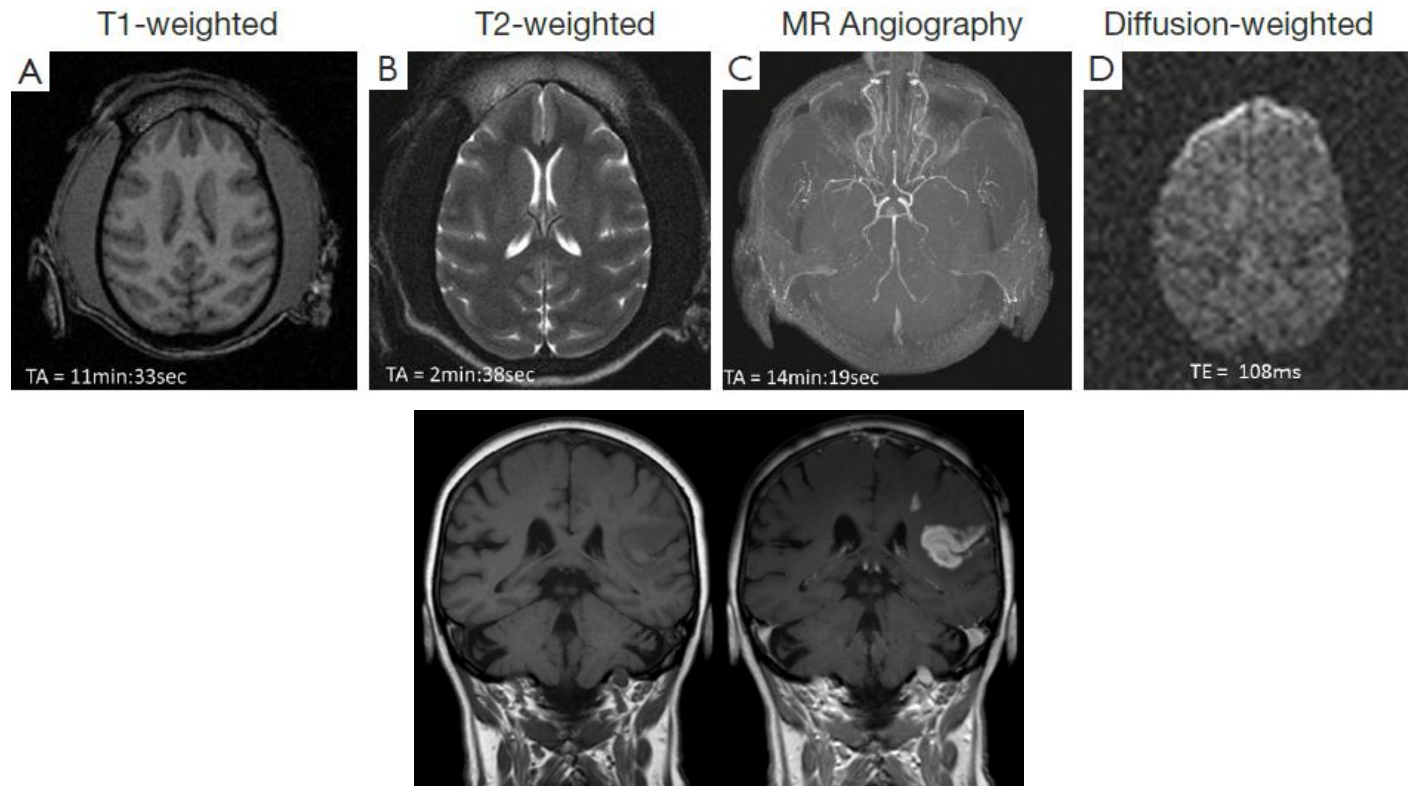 T1-weighted
T2-weighted
MR Angiography
Diffusion-weighted
A
B
C
D
TA = 11min:33sec
TA = 2min:38sec
TA = 14min:19sec
TE = 108ms